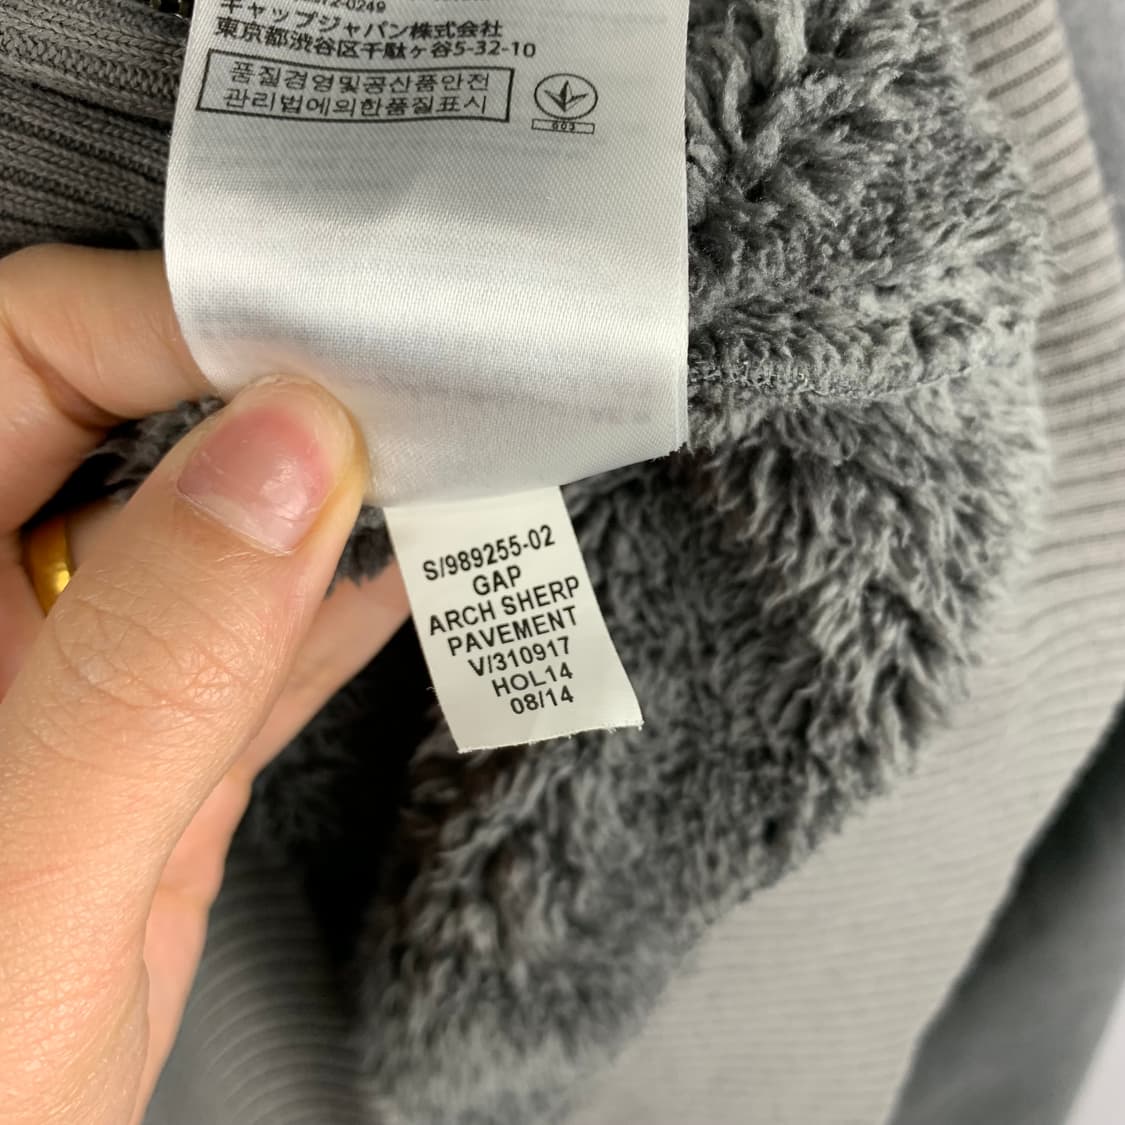 キャップジャパン株式会社
東京都渋谷区千駄ヶ谷5-32-10
품질경영및공산품안전
관리법에의한품질표시
003
S/989255-02
GAP
ARCH SHERP
PAVEMENT
V/310917
HOL14
08/14